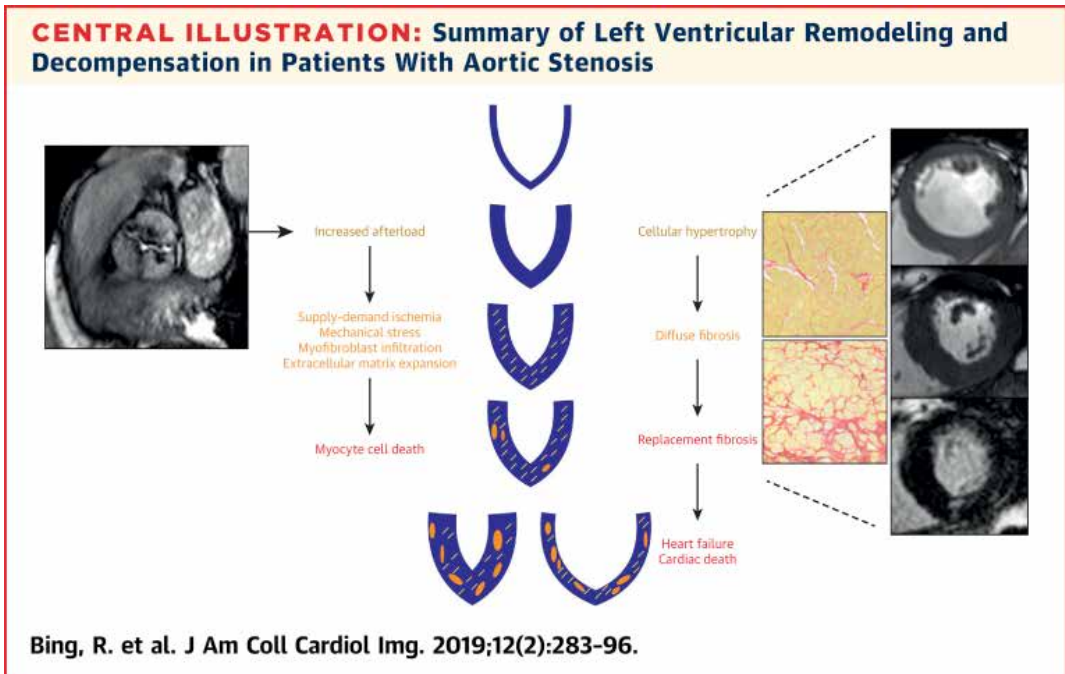 CENTRAL ILLUSTRATION: Summary of Left Ventricular Remodeling and
Decompensation in Patients With Aortic Stenosis
Increased afterload
Supply-demand ischemia
Mechanical stress
Myofibroblast infiltration
Extracellular matrix expansion
Myocyte cell death
Cellular hypertrophy
Diffuse fibrosis
Replacement fibrosis
Heart failure
Cardiac death
Bing, R. et al. J Am Coll Cardiol Img. 2019;12(2):283–96.